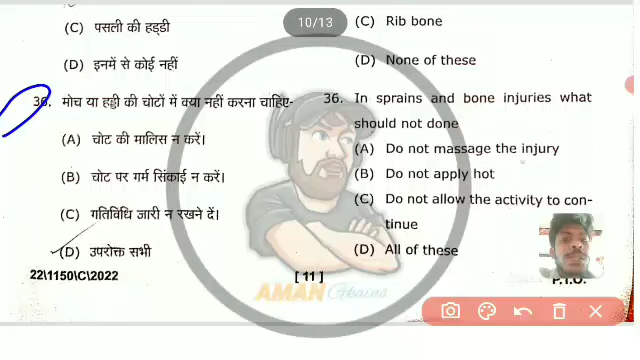 10/13
(C) पसली की हड्डी
(D) इनमें से कोई नहीं
36. मोच या हड्डी की चोटों में क्या नहीं करना चाहिए-
(A) चोट की मालिस न करें।
(B) चोट पर गर्म सिंकाई न करें।
(C) गतिविधि जारी न रखने दें।
(D) उपरोक्त सभी
22\1150\C\2022
(C) Rib bone
(D) None of these
36. In sprains and bone injuries what
should not done
(A) Do not massage the injury
(B) Do not apply hot
(C) Do not allow the activity to con-
tinue
(D) All of these
[ 11 ]
P.T.O.
AMAN